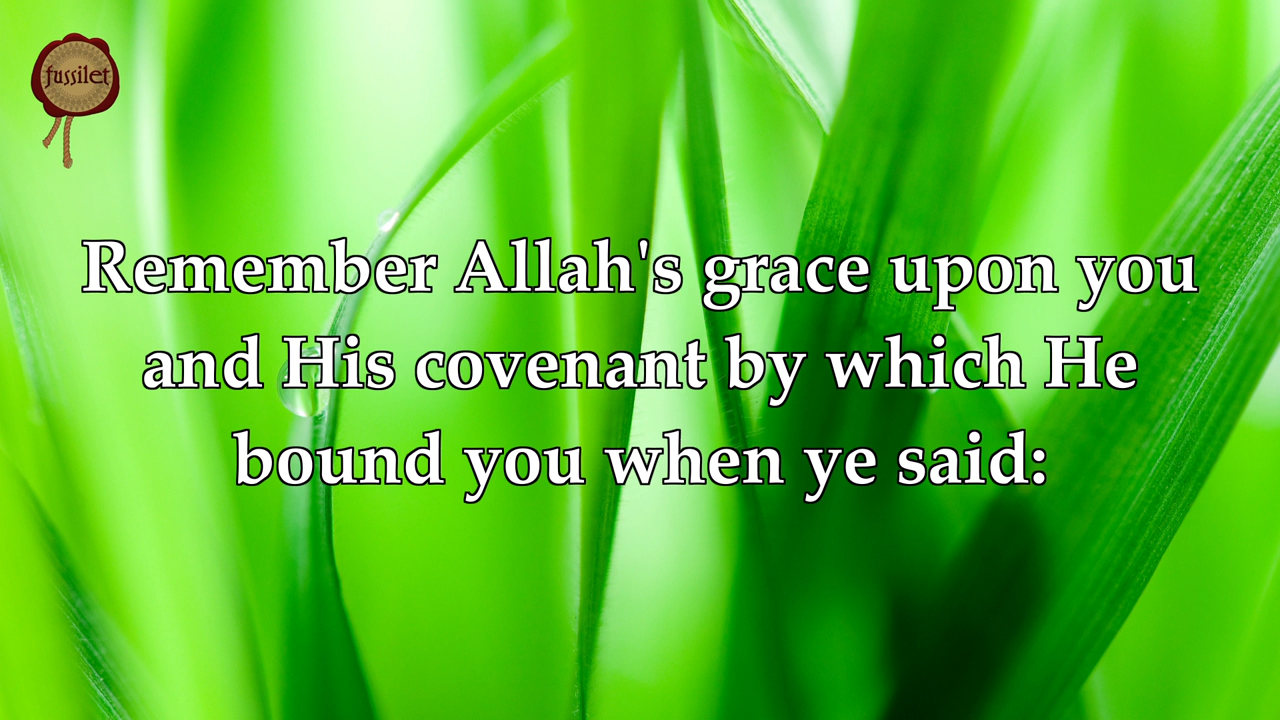 fussilet
Remember Allah's grace upon you
and His covenant by which He
bound you when ye said: